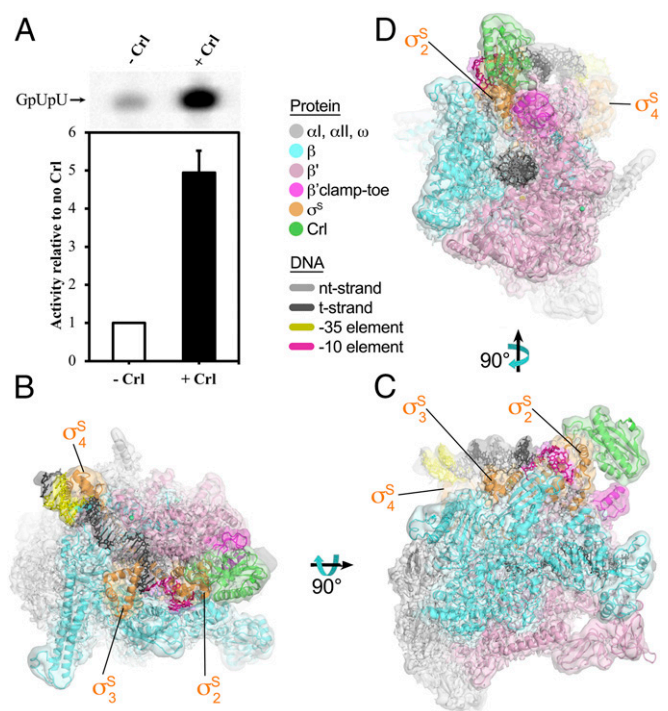 A
- Crl
+ Crl
GpUpU
6
5
4
3
2
1
0
Activity relative to no Crl
- Crl
+ Crl
Protein
αI, αII, ω
β
β'
β'clamp-toe
σS
Crl
DNA
nt-strand
t-strand
-35 element
-10 element
D
σS2
σS4
90°
B
σS4
σS3
σS2
90°
C
σS3
σS2
σS4